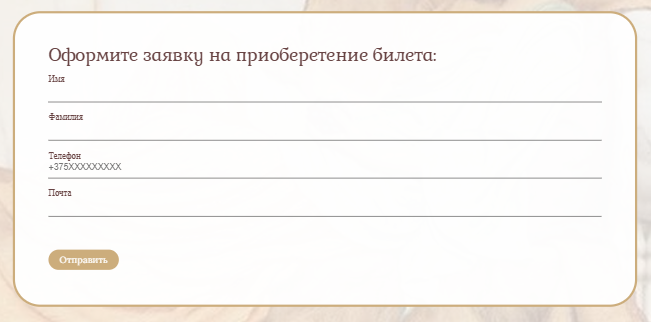 Оформите заявку на приоберетение билета:
Имя
Фамилия
Телефон
+375XXXXXXXXX
Почта
Отправить